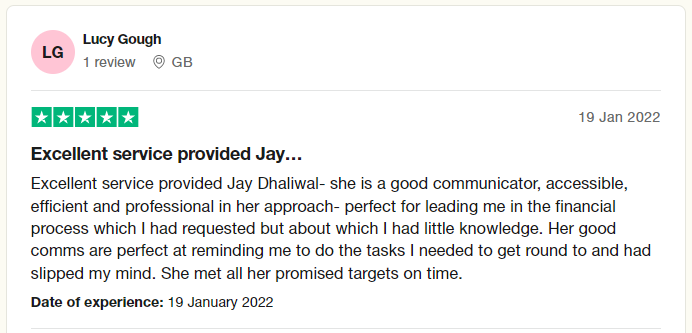 LG
Lucy Gough
1 review GB
19 Jan 2022
Excellent service provided Jay…
Excellent service provided Jay Dhaliwal- she is a good communicator, accessible,
efficient and professional in her approach- perfect for leading me in the financial
process which I had requested but about which I had little knowledge. Her good
comms are perfect at reminding me to do the tasks I needed to get round to and had
slipped my mind. She met all her promised targets on time.
Date of experience: 19 January 2022